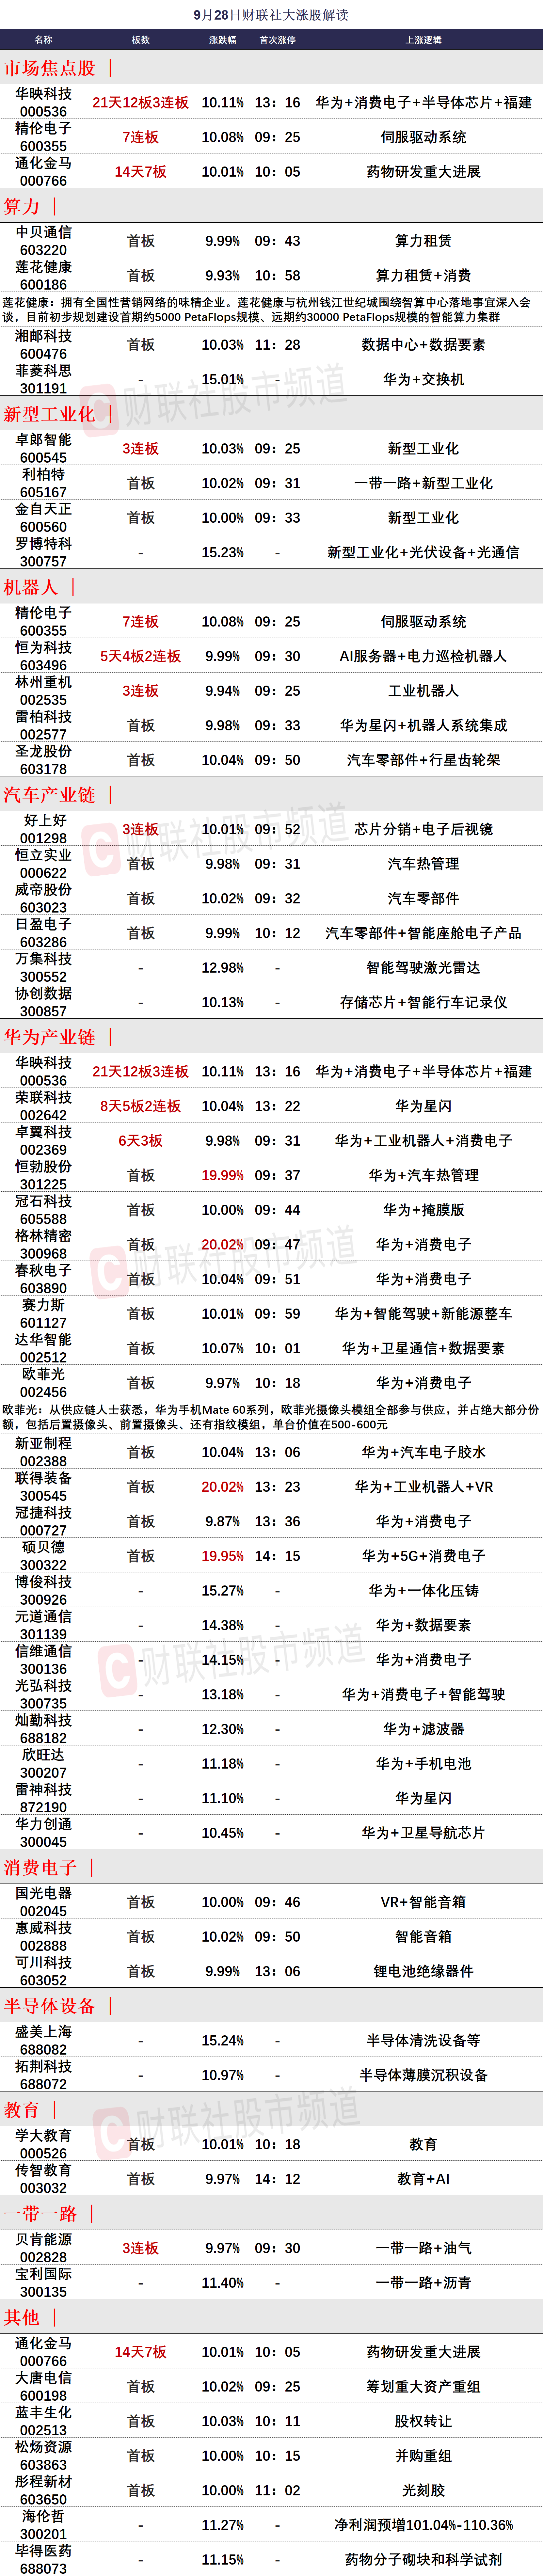 9月28日财联社大涨股解读
名称 板数 涨跌幅 首次涨停 上涨逻辑
市场焦点股 |
华映科技 000536 21天12板3连板 10.11% 13：16 华为+消费电子+半导体芯片+福建
精伦电子 600355 7连板 10.08% 09：25 伺服驱动系统
通化金马 000766 14天7板 10.01% 10：05 药物研发重大进展
算力 |
中贝通信 603220 首板 9.99% 09：43 算力租赁
莲花健康 600186 首板 9.93% 10：58 算力租赁+消费
莲花健康：拥有全国性营销网络的味精企业。莲花健康与杭州钱江世纪城围绕智算中心落地事宜深入会
谈，目前初步规划建设首期约5000 PetaFlops规模、远期约30000 PetaFlops规模的智能算力集群
湘邮科技 600476 首板 10.03% 11：28 数据中心+数据要素
菲菱科思 301191 - 15.01% - 华为+交换机
财联社股市频道
新型工业化 |
卓郎智能 600545 3连板 10.03% 09：25 新型工业化
利柏特 605167 首板 10.02% 09：31 一带一路+新型工业化
金自天正 600560 首板 10.00% 09：33 新型工业化
罗博特科 300757 - 15.23% - 新型工业化+光伏设备+光通信
机器人 |
精伦电子 600355 7连板 10.08% 09：25 伺服驱动系统
恒为科技 603496 5天4板2连板 9.99% 09：30 AI服务器+电力巡检机器人
林州重机 002535 3连板 9.94% 09：25 工业机器人
雷柏科技 002577 首板 9.98% 09：33 华为星闪+机器人系统集成
圣龙股份 603178 首板 10.04% 09：50 汽车零部件+行星齿轮架
汽车产业链 |
好上好 001298 3连板 10.01% 09：52 芯片分销+电子后视镜
财联社股市频道
恒立实业 000622 首板 9.98% 09：31 汽车热管理
威帝股份 603023 首板 10.02% 09：32 汽车零部件
日盈电子 603286 首板 9.99% 10：12 汽车零部件+智能座舱电子产品
万集科技 300552 - 12.98% - 智能驾驶激光雷达
协创数据 300857 - 10.13% - 存储芯片+智能行车记录仪
华为产业链 |
华映科技 000536 21天12板3连板 10.11% 13：16 华为+消费电子+半导体芯片+福建
荣联科技 002642 8天5板2连板 10.04% 13：22 华为星闪
卓翼科技 002369 6天3板 9.98% 09：31 华为+工业机器人+消费电子
恒勃股份 301225 首板 19.99% 09：37 华为+汽车热管理
冠石科技 605588 首板 10.00% 09：44 华为+掩膜版
格林精密 300968 首板 20.02% 09：47 华为+消费电子
财联社股市频道
春秋电子 603890 首板 10.04% 09：51 华为+消费电子
赛力斯 601127 首板 10.01% 09：59 华为+智能驾驶+新能源整车
达华智能 002512 首板 10.07% 10：01 华为+卫星通信+数据要素
欧菲光 002456 首板 9.97% 10：18 华为+消费电子
欧菲光：从供应链人士获悉，华为手机Mate 60系列，欧菲光摄像头模组全部参与供应，并占绝大部分份
额，包括后置摄像头、前置摄像头、还有指纹模组，单台价值在500-600元
新亚制程 002388 首板 10.04% 13：06 华为+汽车电子胶水
联得装备 300545 首板 20.02% 13：23 华为+工业机器人+VR
冠捷科技 000727 首板 9.87% 13：36 华为+消费电子
硕贝德 300322 首板 19.95% 14：15 华为+5G+消费电子
博俊科技 300926 - 15.27% - 华为+一体化压铸
元道通信 301139 - 14.38% - 华为+数据要素
信维通信 300136 - 14.15% - 华为+消费电子
财联社股市频道
光弘科技 300735 - 13.18% - 华为+消费电子+智能驾驶
灿勤科技 688182 - 12.30% - 华为+滤波器
欣旺达 300207 - 11.18% - 华为+手机电池
雷神科技 872190 - 11.10% - 华为星闪
华力创通 300045 - 10.45% - 华为+卫星导航芯片
消费电子 |
国光电器 002045 首板 10.00% 09：46 VR+智能音箱
惠威科技 002888 首板 10.02% 09：50 智能音箱
可川科技 603052 首板 9.99% 13：06 锂电池绝缘器件
半导体设备 |
盛美上海 688082 - 15.24% - 半导体清洗设备等
拓荆科技 688072 - 10.97% - 半导体薄膜沉积设备
教育 |
财联社股市频道
学大教育 000526 首板 10.01% 10：18 教育
传智教育 003032 首板 9.97% 14：12 教育+AI
一带一路 |
贝肯能源 002828 3连板 9.97% 09：30 一带一路+油气
宝利国际 300135 - 11.40% - 一带一路+沥青
其他 |
通化金马 000766 14天7板 10.01% 10：05 药物研发重大进展
大唐电信 600198 首板 10.02% 09：25 筹划重大资产重组
蓝丰生化 002513 首板 10.03% 10：11 股权转让
松炀资源 603863 首板 10.00% 10：15 并购重组
彤程新材 603650 首板 10.00% 11：02 光刻胶
海伦哲 300201 - 11.27% - 净利润预增101.04%-110.36%
毕得医药 688073 - 11.15% - 药物分子砌块和科学试剂